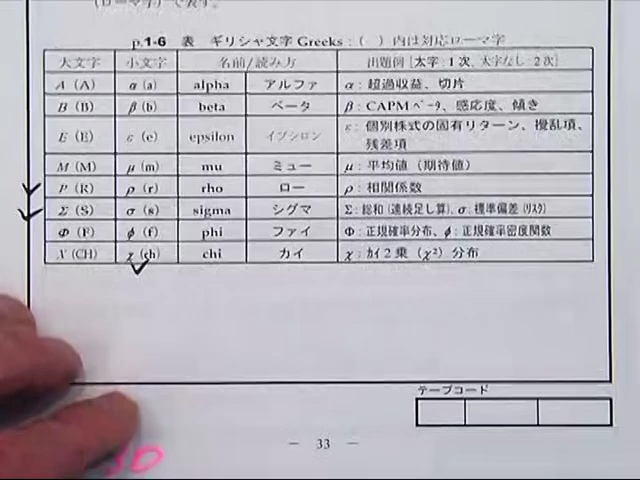 (ローマ字) で表す。
p.1-6 表 ギリシャ文字 Greeks : ( ) 内は対応ローマ字
大文字 小文字 名前/読み方 出題例 [太字 : 1 次, 太字なし : 2 次]
Α (A) α (a) alpha アルファ α : 超過収益、切片
Β (B) β (b) beta ベータ β : CAPM ベータ、感応度、傾き
Ε (E) ε (e) epsilon イプシロン ε : 個別株式の固有リターン、擾乱項、
残差項
Μ (M) μ (m) mu ミュー μ : 平均値 (期待値)
Ρ (R) ρ (r) rho ロー ρ : 相関係数
Σ (S) σ (s) sigma シグマ Σ : 総和 (連続足し算), σ : 標準偏差 (リスク)
Φ (F) φ (f) phi ファイ Φ : 正規確率分布、φ : 正規確率密度関数
Χ (CH) χ (ch) chi カイ χ : カイ 2 乗 (χ²) 分布
テープコード
— 33 —